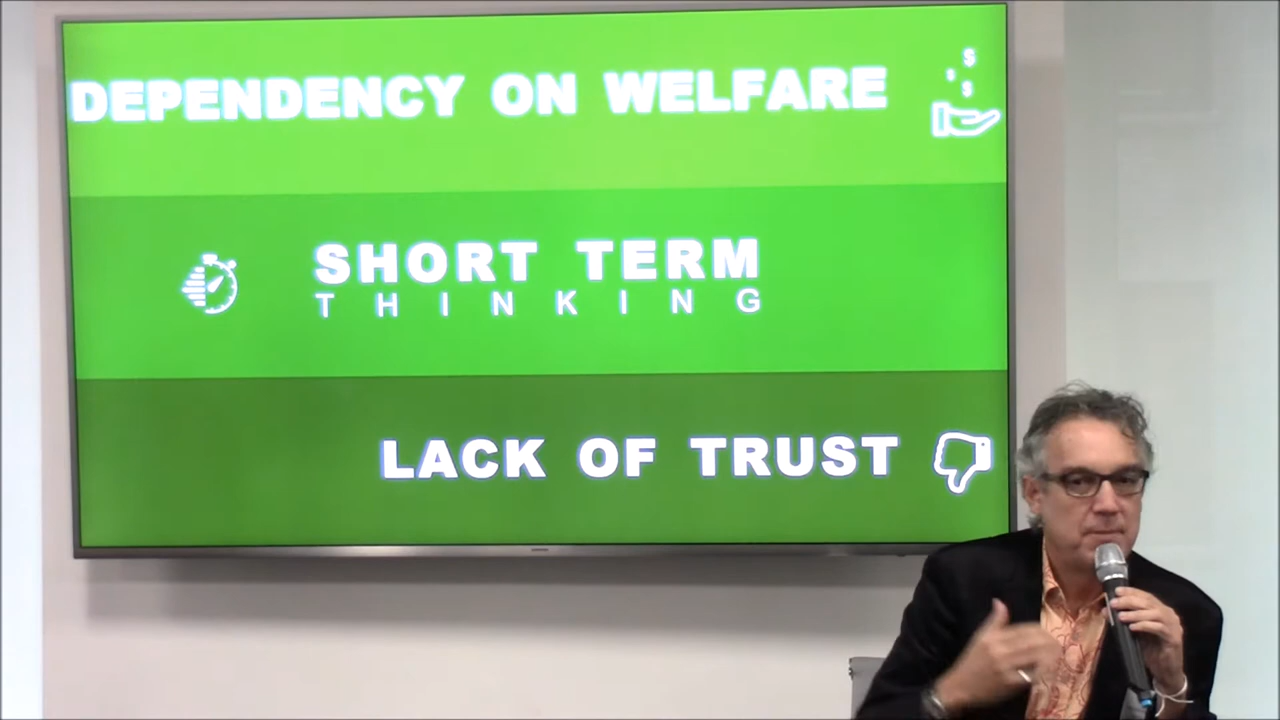 DEPENDENCY ON WELFARE
SHORT TERM
THINKING
LACK OF TRUST